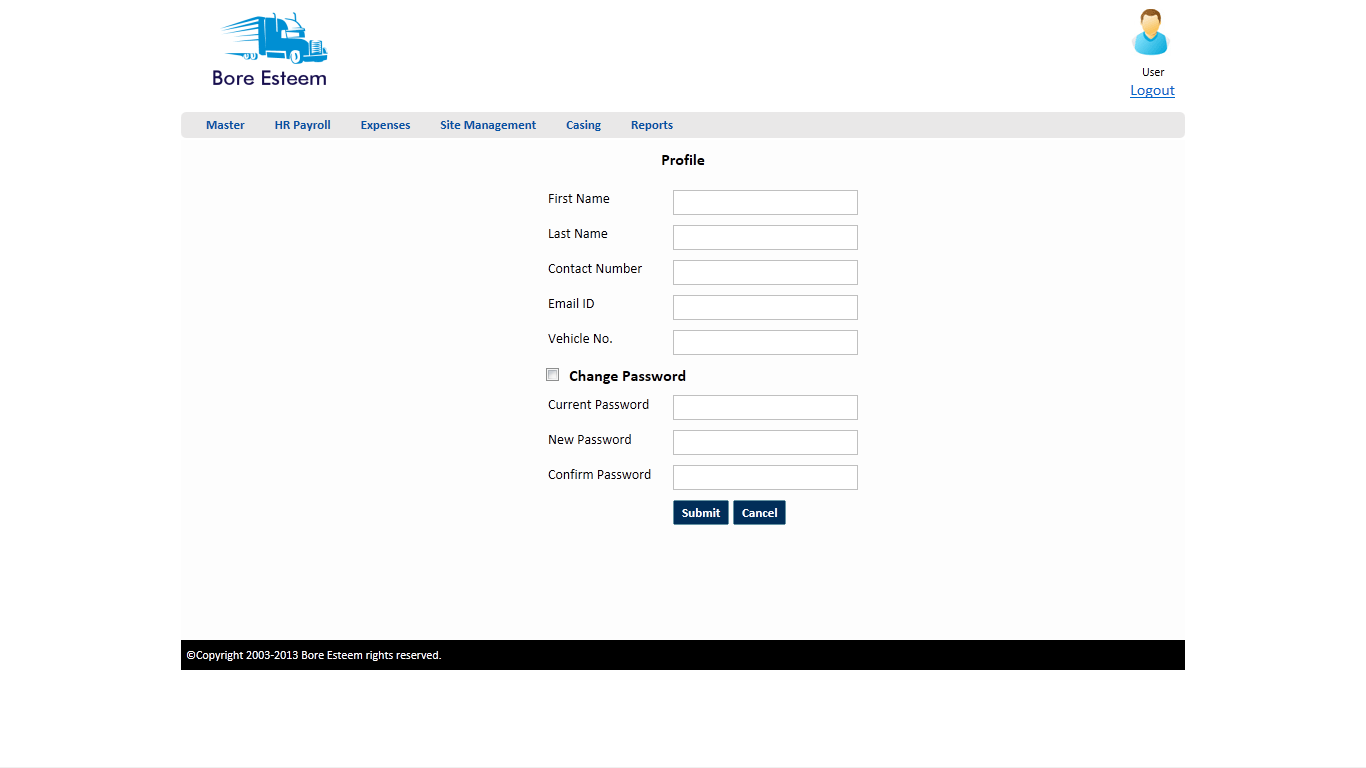 Bore Esteem
User
Logout
Master HR Payroll Expenses Site Management Casing Reports
Profile
First Name
Last Name
Contact Number
Email ID
Vehicle No.
Change Password
Current Password
New Password
Confirm Password
Submit Cancel
©Copyright 2003-2013 Bore Esteem rights reserved.